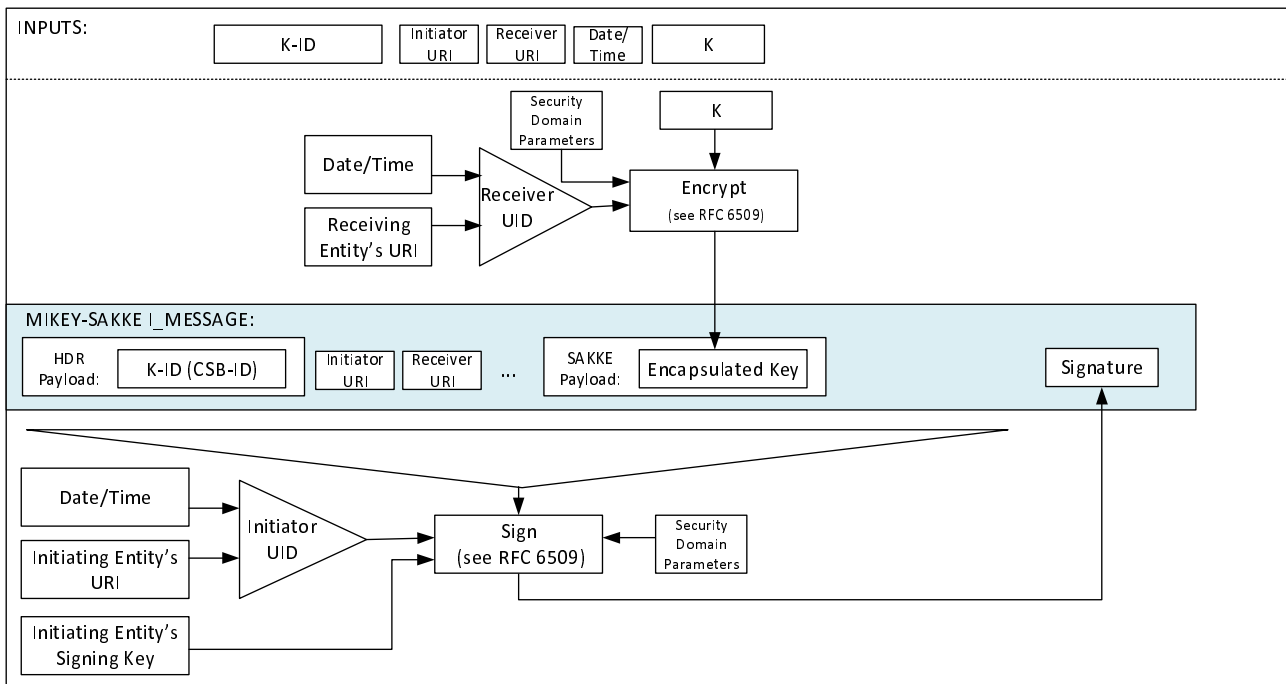 INPUTS:
K-ID
Initiator
URI
Receiver
URI
Date/
Time
K
Security
Domain
Parameters
K
Date/Time
Receiving
Entity’s URI
Receiver
UID
Encrypt
(see RFC 6509)
MIKEY-SAKKE I_MESSAGE:
HDR
Payload:
K-ID (CSB-ID)
Initiator
URI
Receiver
URI
...
SAKKE
Payload:
Encapsulated Key
Signature
Date/Time
Initiating Entity’s
URI
Initiator
UID
Sign
(see RFC 6509)
Security
Domain
Parameters
Initiating Entity’s
Signing Key